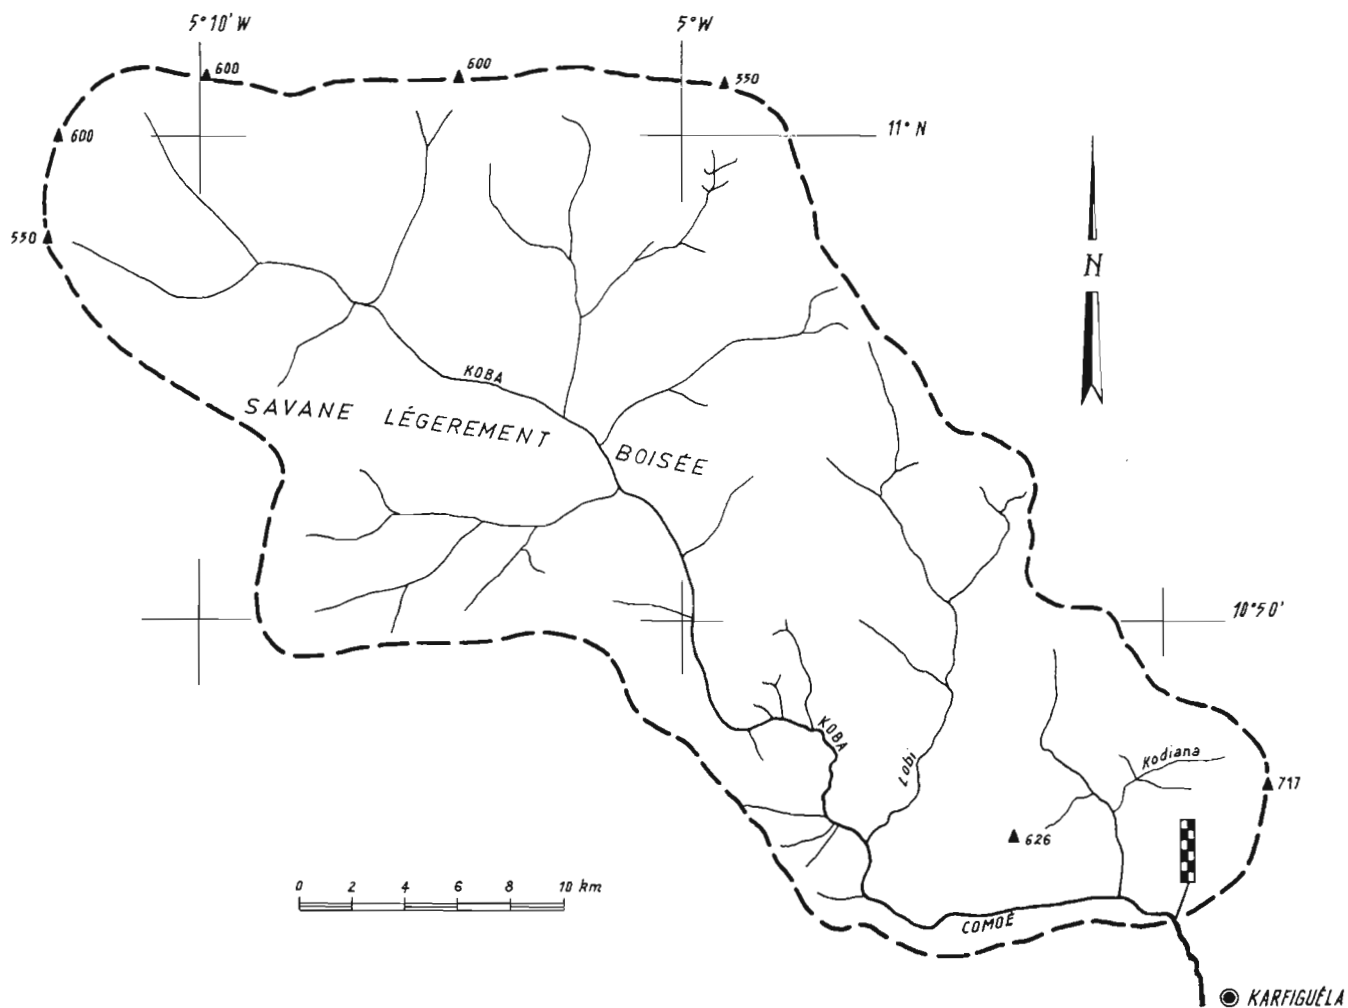 5°10' W
5° W
600
600
550
600
11° N
550
N
KOBA
SAVANE LÉGEREMENT BOISÉE
10°50'
KOBA
Lobi
Kodiana
717
626
0 2 4 6 8 10 km
COMOÉ
KARFIGUÉLA